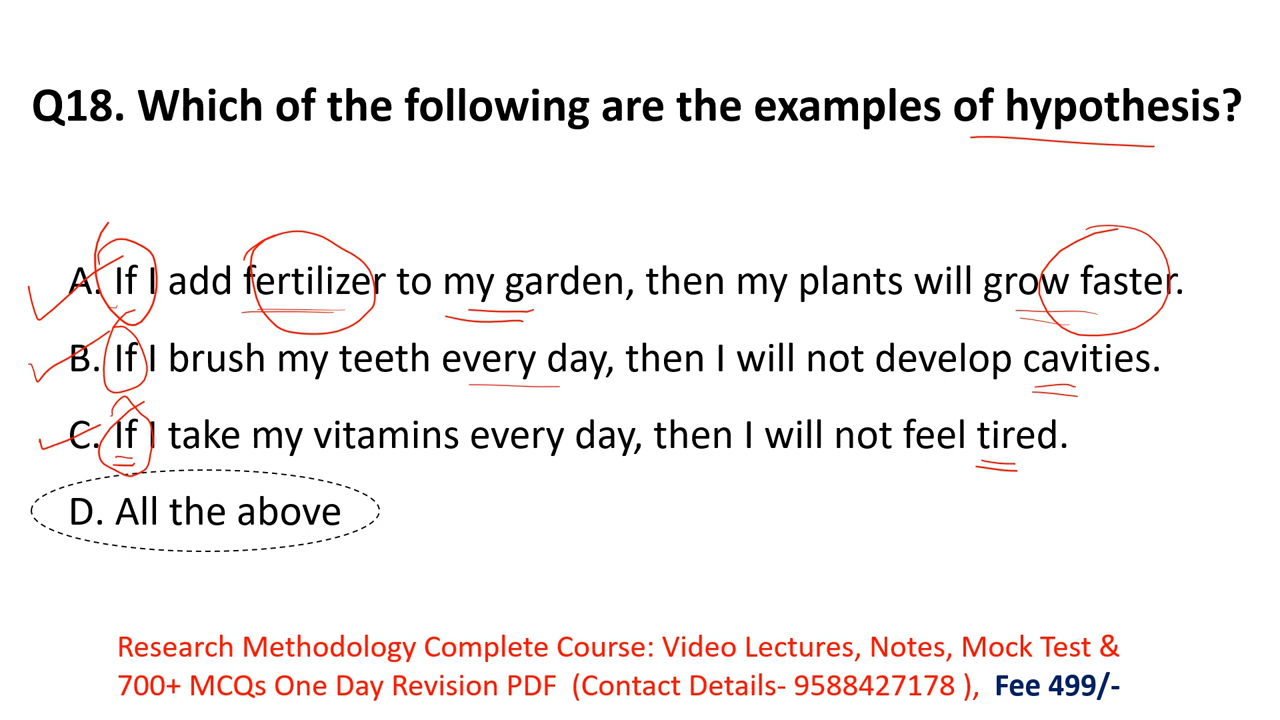 Q18. Which of the following are the examples of hypothesis?
A. If I add fertilizer to my garden, then my plants will grow faster.
B. If I brush my teeth every day, then I will not develop cavities.
C. If I take my vitamins every day, then I will not feel tired.
D. All the above
Research Methodology Complete Course: Video Lectures, Notes, Mock Test &
700+ MCQs One Day Revision PDF  (Contact Details- 9588427178 ),  Fee 499/-